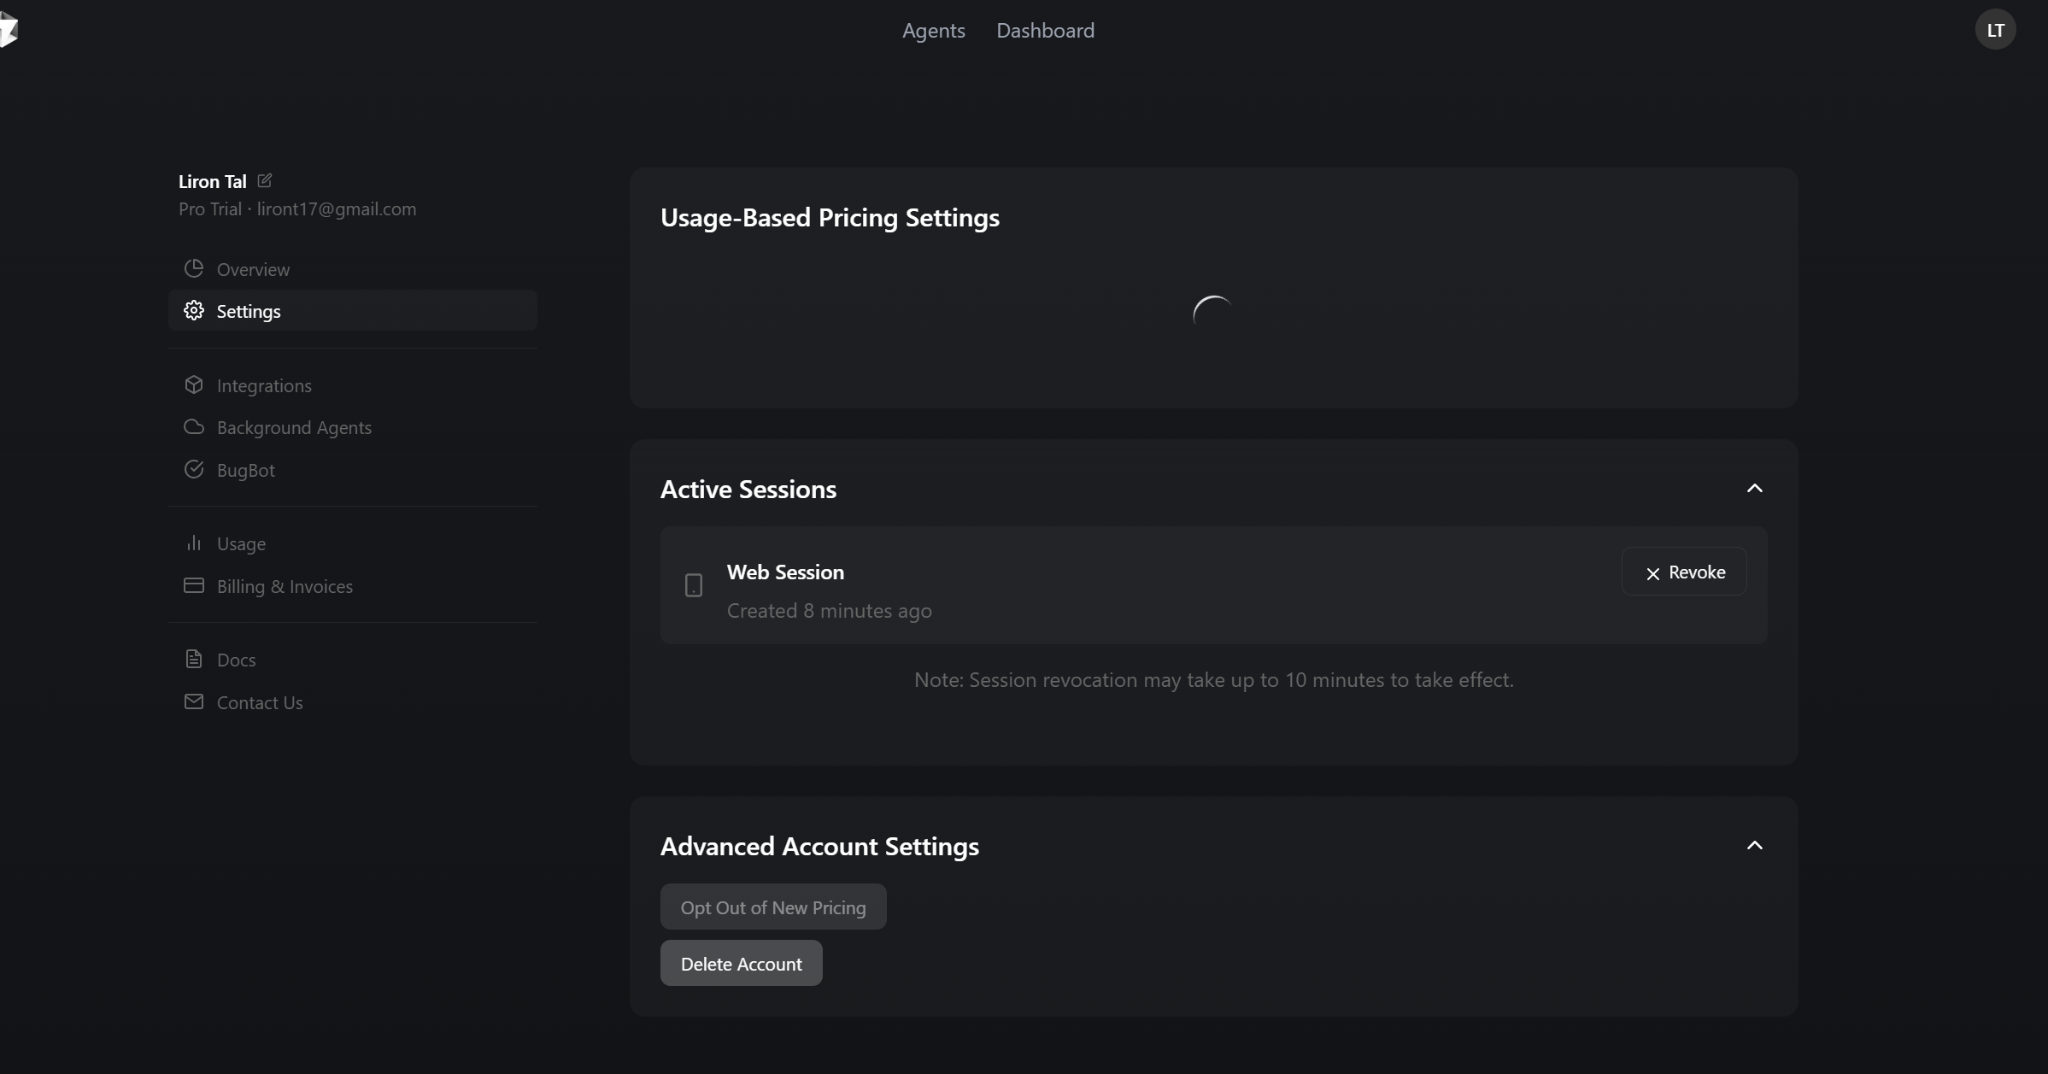 Agents
Dashboard
LT
Liron Tal
Pro Trial · liront17@gmail.com
Overview
Settings
Integrations
Background Agents
BugBot
Usage
Billing & Invoices
Docs
Contact Us
Usage-Based Pricing Settings
Active Sessions
Web Session
Created 8 minutes ago
Revoke
Note: Session revocation may take up to 10 minutes to take effect.
Advanced Account Settings
Opt Out of New Pricing
Delete Account